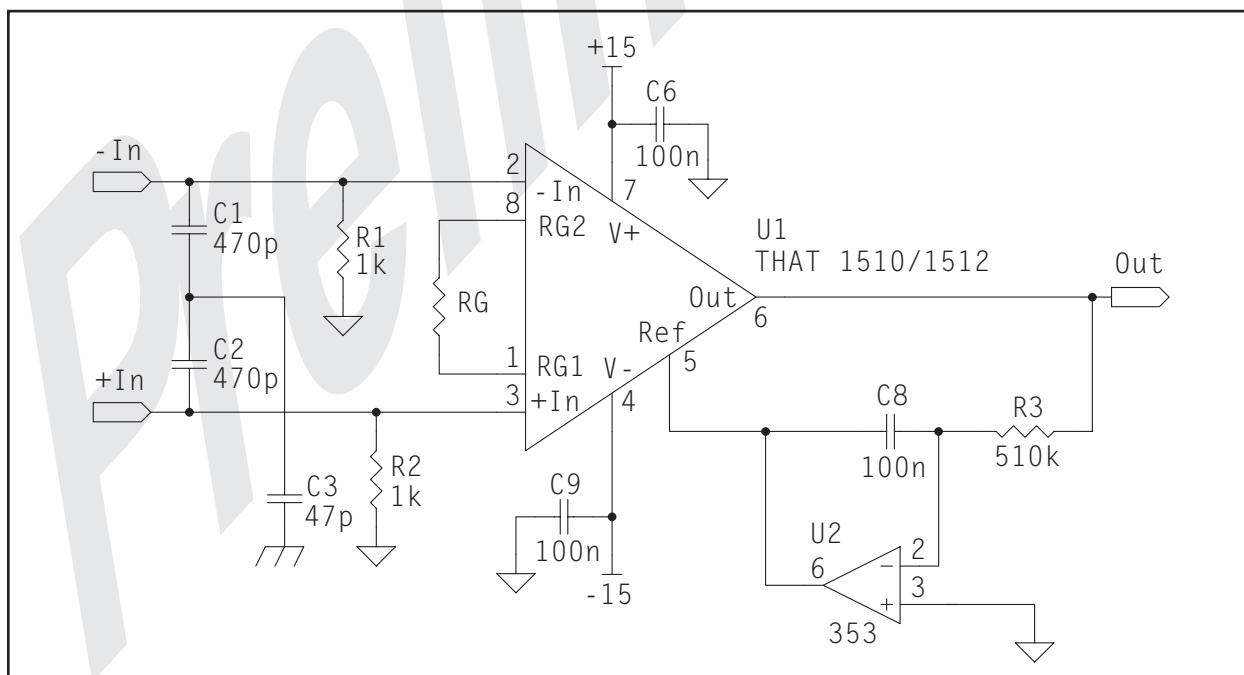 Prelim
+15
C6
100n
-In
2
-In
7
8
RG2
V+
C1
470p
R1
1k
U1
THAT 1510/1512
Out
RG
Out
6
Ref
5
C2
470p
1
RG1
V-
+In
3
+In
4
C8
100n
R3
510k
R2
1k
C3
47p
C9
100n
-15
U2
6
2
-
3
+
353